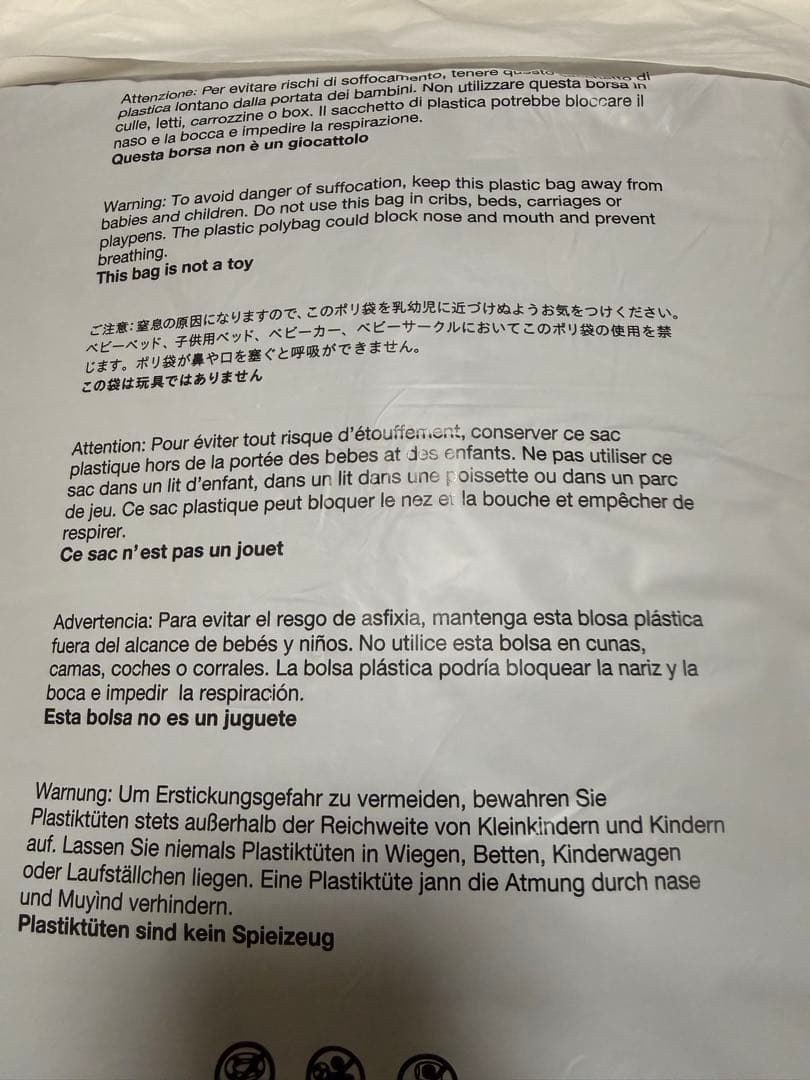 Attenzione: Per evitare rischi di soffocamento, tenere di
plastica lontano dalla portata dei bambini. Non utilizzare questa borsa in
culle, letti, carrozzine o box. Il sacchetto di plastica potrebbe bloccare il
naso e la bocca e impedire la respirazione.
Questa borsa non è un giocattolo
Warning: To avoid danger of suffocation, keep this plastic bag away from
babies and children. Do not use this bag in cribs, beds, carriages or
playpens. The plastic polybag could block nose and mouth and prevent
breathing.
This bag is not a toy
ご注意：窒息の原因になりますので、このポリ袋を乳幼児に近づけぬようお気をつけください。
ベビーベッド、子供用ベッド、ベビーカー、ベビーサークルにおいてこのポリ袋の使用を禁
じます。ポリ袋が鼻や口を塞ぐと呼吸ができません。
この袋は玩具ではありません
Attention: Pour éviter tout risque d'étouffement, conserver ce sac
plastique hors de la portée des bebes at des enfants. Ne pas utiliser ce
sac dans un lit d'enfant, dans un lit dans une poissette ou dans un parc
de jeu. Ce sac plastique peut bloquer le nez et la bouche et empêcher de
respirer.
Ce sac n'est pas un jouet
Advertencia: Para evitar el resgo de asfixia, mantenga esta blosa plástica
fuera del alcance de bebés y niños. No utilice esta bolsa en cunas,
camas, coches o corrales. La bolsa plástica podría bloquear la nariz y la
boca e impedir la respiración.
Esta bolsa no es un juguete
Warnung: Um Erstickungsgefahr zu vermeiden, bewahren Sie
Plastiktüten stets außerhalb der Reichweite von Kleinkindern und Kindern
auf. Lassen Sie niemals Plastiktüten in Wiegen, Betten, Kinderwagen
oder Laufställchen liegen. Eine Plastiktüte jann die Atmung durch nase
und Muyìnd verhindern.
Plastiktüten sind kein Spieizeug